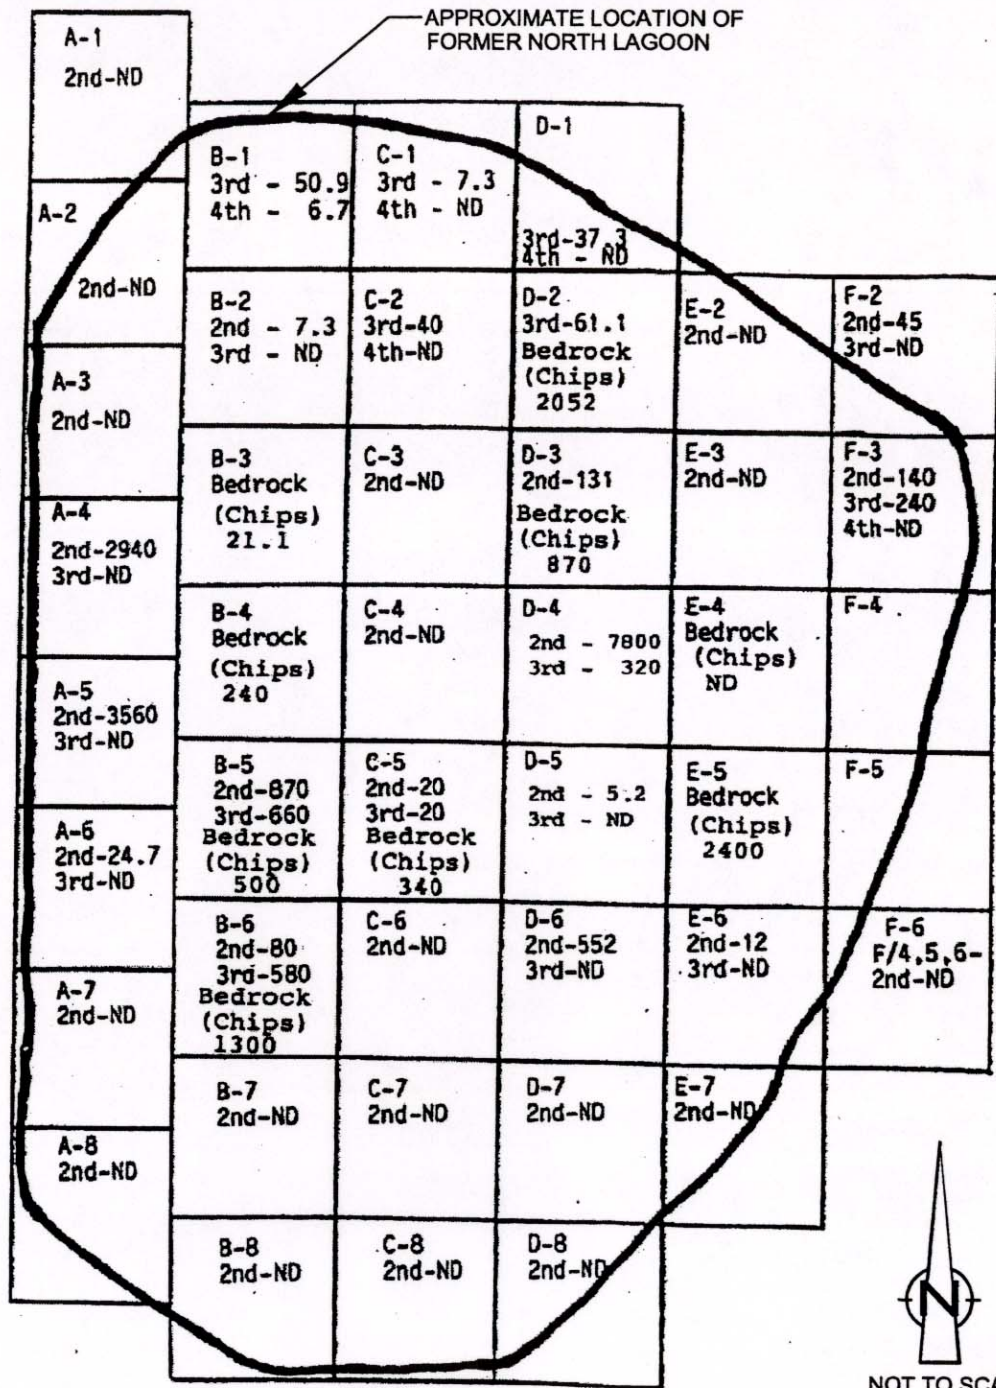 APPROXIMATE LOCATION OF
FORMER NORTH LAGOON
A-1
2nd-ND
B-1
3rd - 50.9
4th - 6.7
C-1
3rd - 7.3
4th - ND
D-1
3rd-37.3
4th - ND
A-2
2nd-ND
B-2
2nd - 7.3
3rd - ND
C-2
3rd-40
4th-ND
D-2
3rd-61.1
Bedrock
(Chips)
2052
E-2
2nd-ND
F-2
2nd-45
3rd-ND
A-3
2nd-ND
B-3
Bedrock
(Chips)
21.1
C-3
2nd-ND
D-3
2nd-131
Bedrock
(Chips)
870
E-3
2nd-ND
F-3
2nd-140
3rd-240
4th-ND
A-4
2nd-2940
3rd-ND
B-4
Bedrock
(Chips)
240
C-4
2nd-ND
D-4
2nd - 7800
3rd - 320
E-4
Bedrock
(Chips)
ND
F-4
A-5
2nd-3560
3rd-ND
B-5
2nd-870
3rd-660
Bedrock
(Chips)
500
C-5
2nd-20
3rd-20
Bedrock
(Chips)
340
D-5
2nd - 5.2
3rd - ND
E-5
Bedrock
(Chips)
2400
F-5
A-6
2nd-24.7
3rd-ND
B-6
2nd-80
3rd-580
Bedrock
(Chips)
1300
C-6
2nd-ND
D-6
2nd-552
3rd-ND
E-6
2nd-12
3rd-ND
F-6
F/4,5,6-
2nd-ND
A-7
2nd-ND
B-7
2nd-ND
C-7
2nd-ND
D-7
2nd-ND
E-7
2nd-ND
A-8
2nd-ND
B-8
2nd-ND
C-8
2nd-ND
D-8
2nd-ND
N
NOT TO SCA